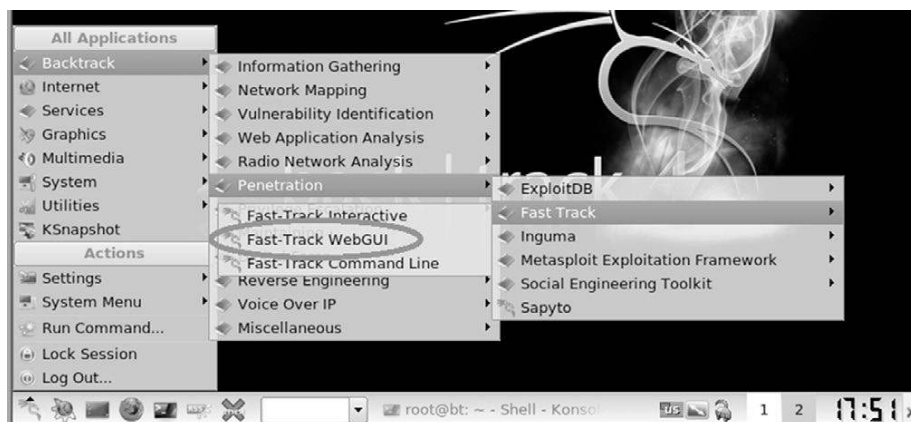 All Applications
Backtrack
Internet
Services
Graphics
Multimedia
System
Utilities
KSnapshot
Actions
Settings
System Menu
Run Command...
Lock Session
Log Out...
Information Gathering
Network Mapping
Vulnerability Identification
Web Application Analysis
Radio Network Analysis
Penetration
Fast-Track Interactive
Fast-Track WebGUI
Fast-Track Command Line
Reverse Engineering
Voice Over IP
Miscellaneous
ExploitDB
Fast Track
Inguma
Metasploit Exploitation Framework
Social Engineering Toolkit
Sapyto
root@bt: ~ - Shell - Konso
us
1 2
17:51